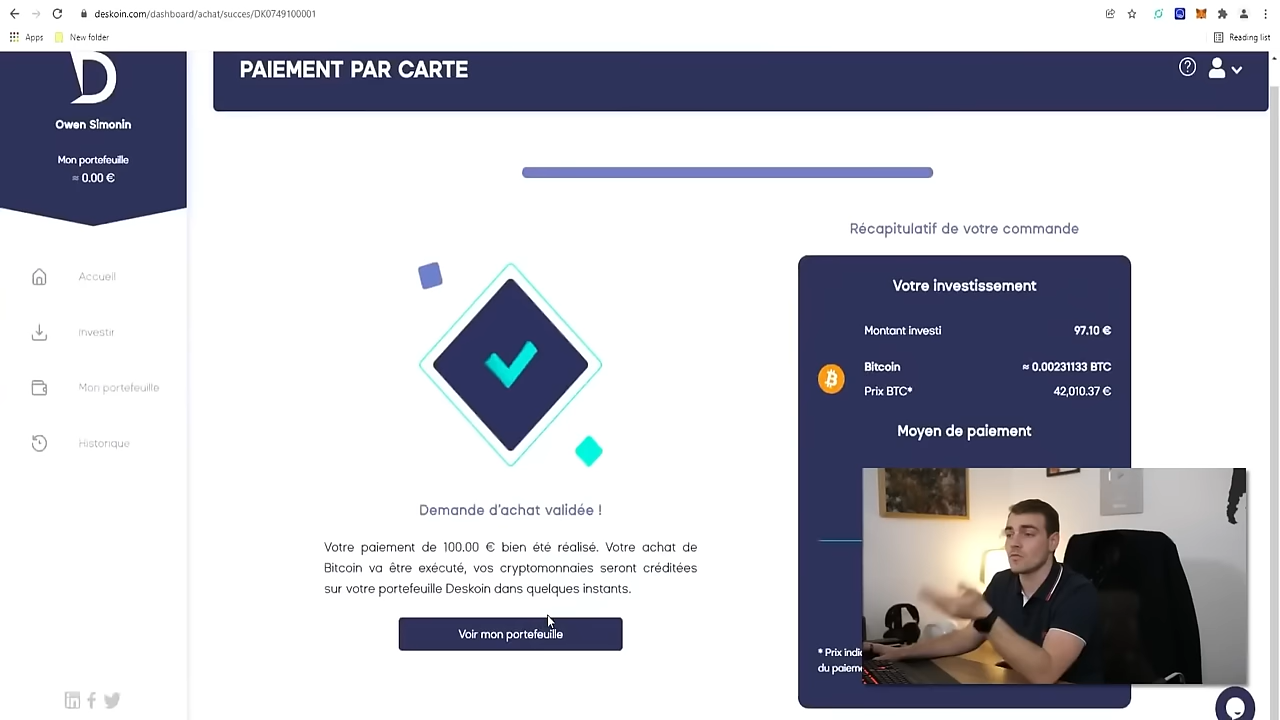 deskoin.com/dashboard/achat/succes/DK0749100001
Apps
New folder
Reading list
PAIEMENT PAR CARTE
Owen Simonin
Mon portefeuille
≈ 0.00 €
Accueil
Investir
Mon portefeuille
Historique
Demande d'achat validée !
Votre paiement de 100.00 € bien été réalisé. Votre achat de
Bitcoin va être exécuté, vos cryptomonnaies seront créditées
sur votre portefeuille Deskoin dans quelques instants.
Voir mon portefeuille
Récapitulatif de votre commande
Votre investissement
Montant investi 97.10 €
Bitcoin ≈ 0.00231133 BTC
Prix BTC* 42,010.37 €
Moyen de paiement
* Prix
du